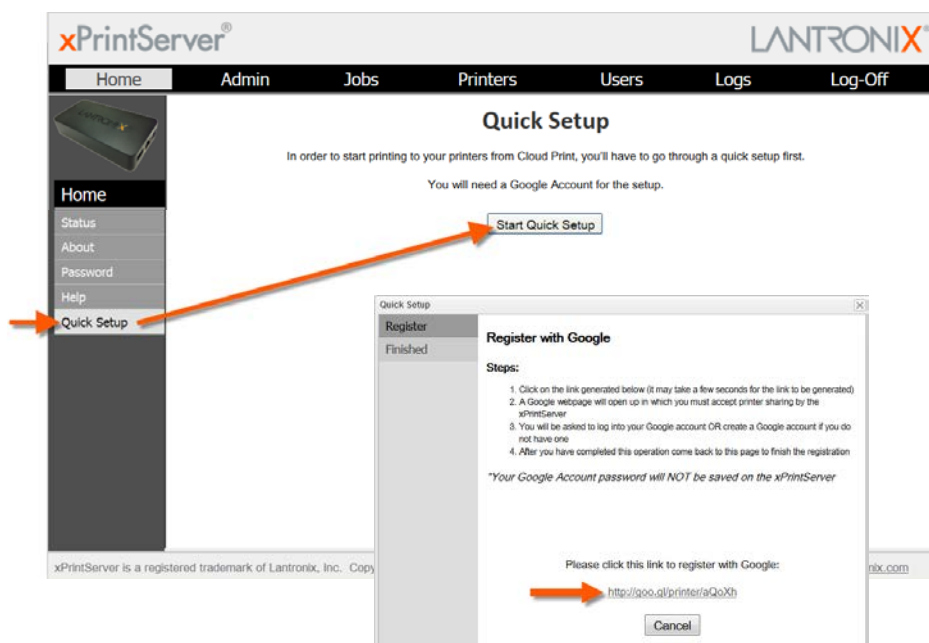 xPrintServer®
LANTRONIX®
Home Admin Jobs Printers Users Logs Log-Off
LANTRONIX
Quick Setup
In order to start printing to your printers from Cloud Print, you'll have to go through a quick setup first.
You will need a Google Account for the setup.
Start Quick Setup
Home
Status
About
Password
Help
Quick Setup
Quick Setup
Register
Finished
Register with Google
Steps:
1. Click on the link generated below (it may take a few seconds for the link to be generated)
2. A Google webpage will open up in which you must accept printer sharing by the
xPrintServer
3. You will be asked to log into your Google account OR create a Google account if you do
not have one
4. After you have completed this operation come back to this page to finish the registration
"Your Google Account password will NOT be saved on the xPrintServer
Please click this link to register with Google:
http://goo.gl/printer/aQoXh
Cancel
xPrintServer is a registered trademark of Lantronix, Inc. Copy
nix.com